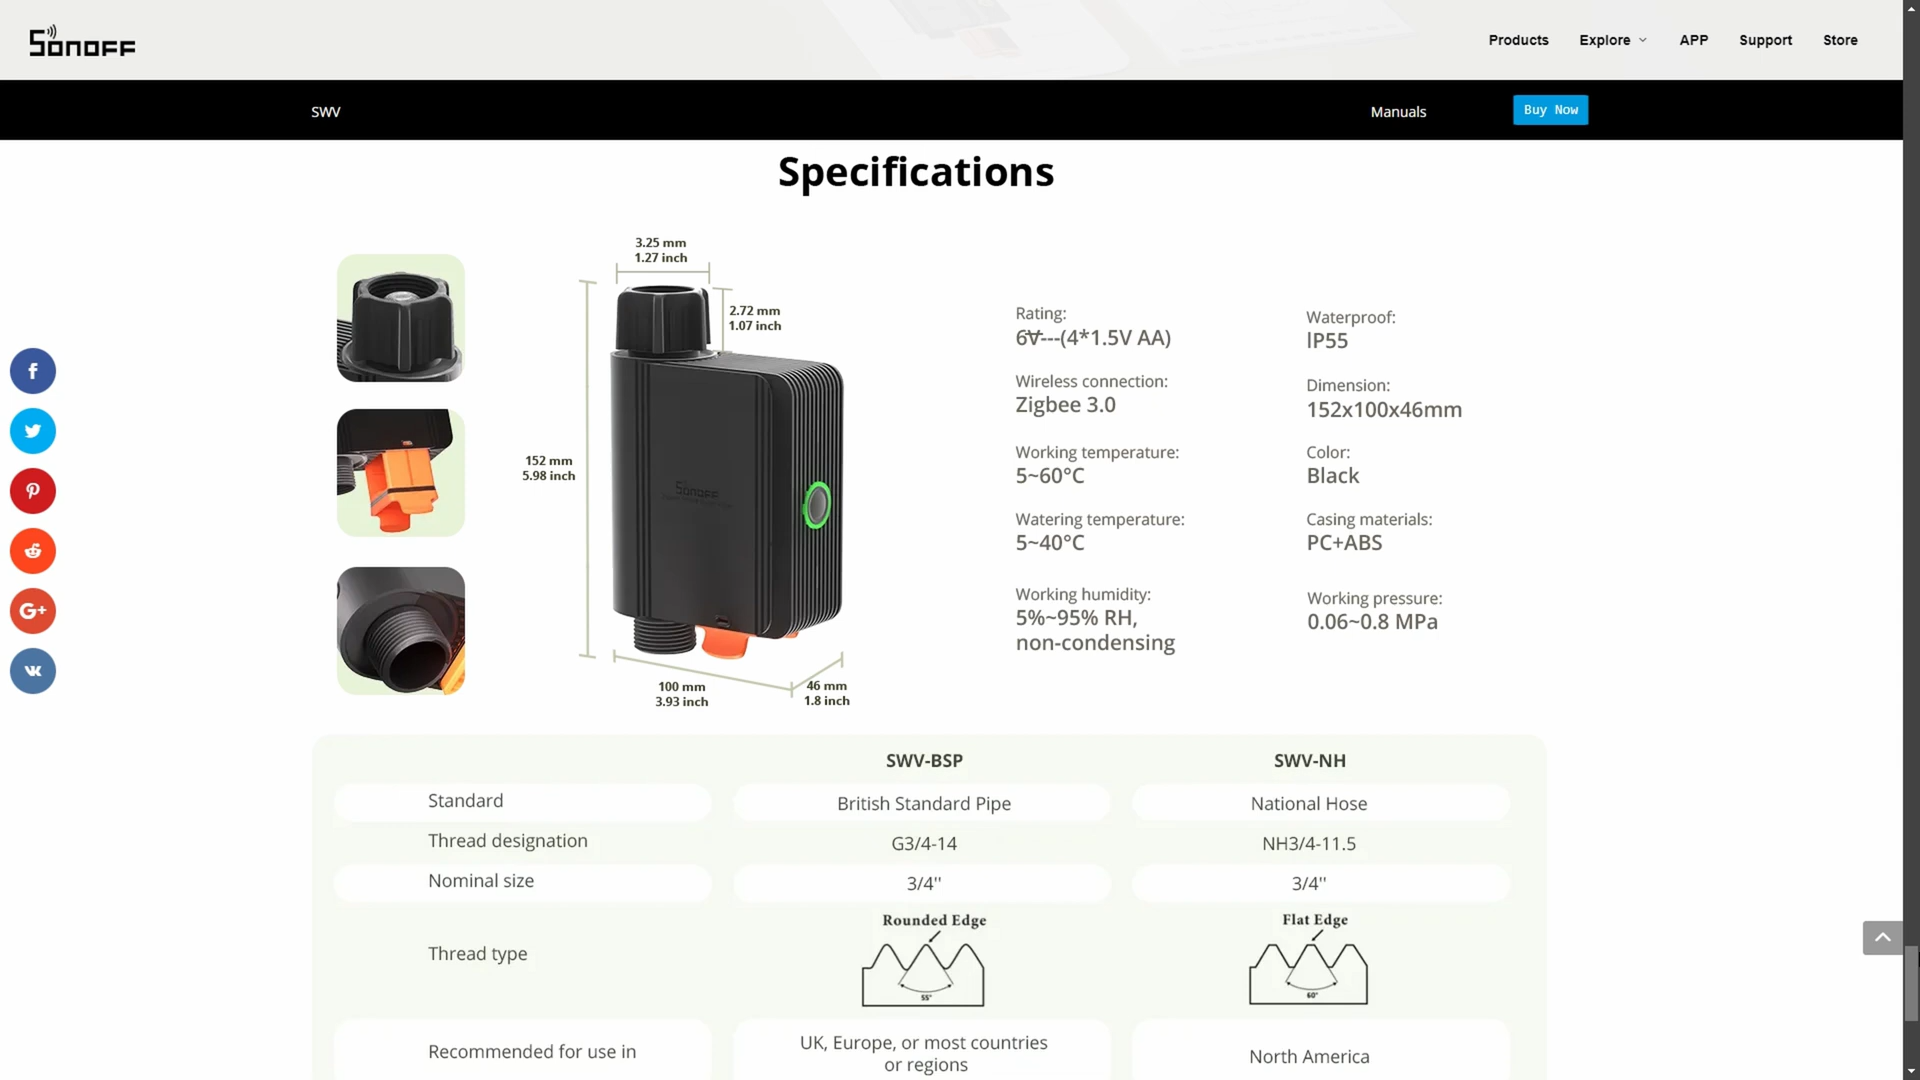 SONOFF
Products
Explore
APP
Support
Store
SWV
Manuals
Buy Now
Specifications
3.25 mm
1.27 inch
2.72 mm
1.07 inch
152 mm
5.98 inch
SONOFF
100 mm
3.93 inch
46 mm
1.8 inch
Rating:
6V---(4*1.5V AA)
Wireless connection:
Zigbee 3.0
Working temperature:
5~60°C
Watering temperature:
5~40°C
Working humidity:
5%~95% RH,
non-condensing
Waterproof:
IP55
Dimension:
152x100x46mm
Color:
Black
Casing materials:
PC+ABS
Working pressure:
0.06~0.8 MPa
SWV-BSP
SWV-NH
Standard
British Standard Pipe
National Hose
Thread designation
G3/4-14
NH3/4-11.5
Nominal size
3/4''
3/4''
Thread type
Rounded Edge
55°
Flat Edge
60°
Recommended for use in
UK, Europe, or most countries
or regions
North America